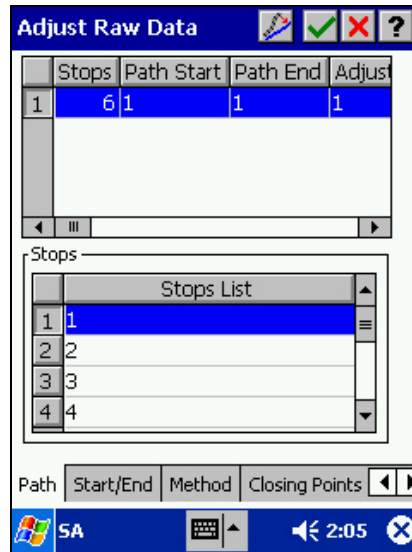 Adjust Raw Data ?
Stops Path Start Path End Adjust
1 6 1 1 1
Stops
Stops List
1 1
2 2
3 3
4 4
Path Start/End Method Closing Points
SA 2:05